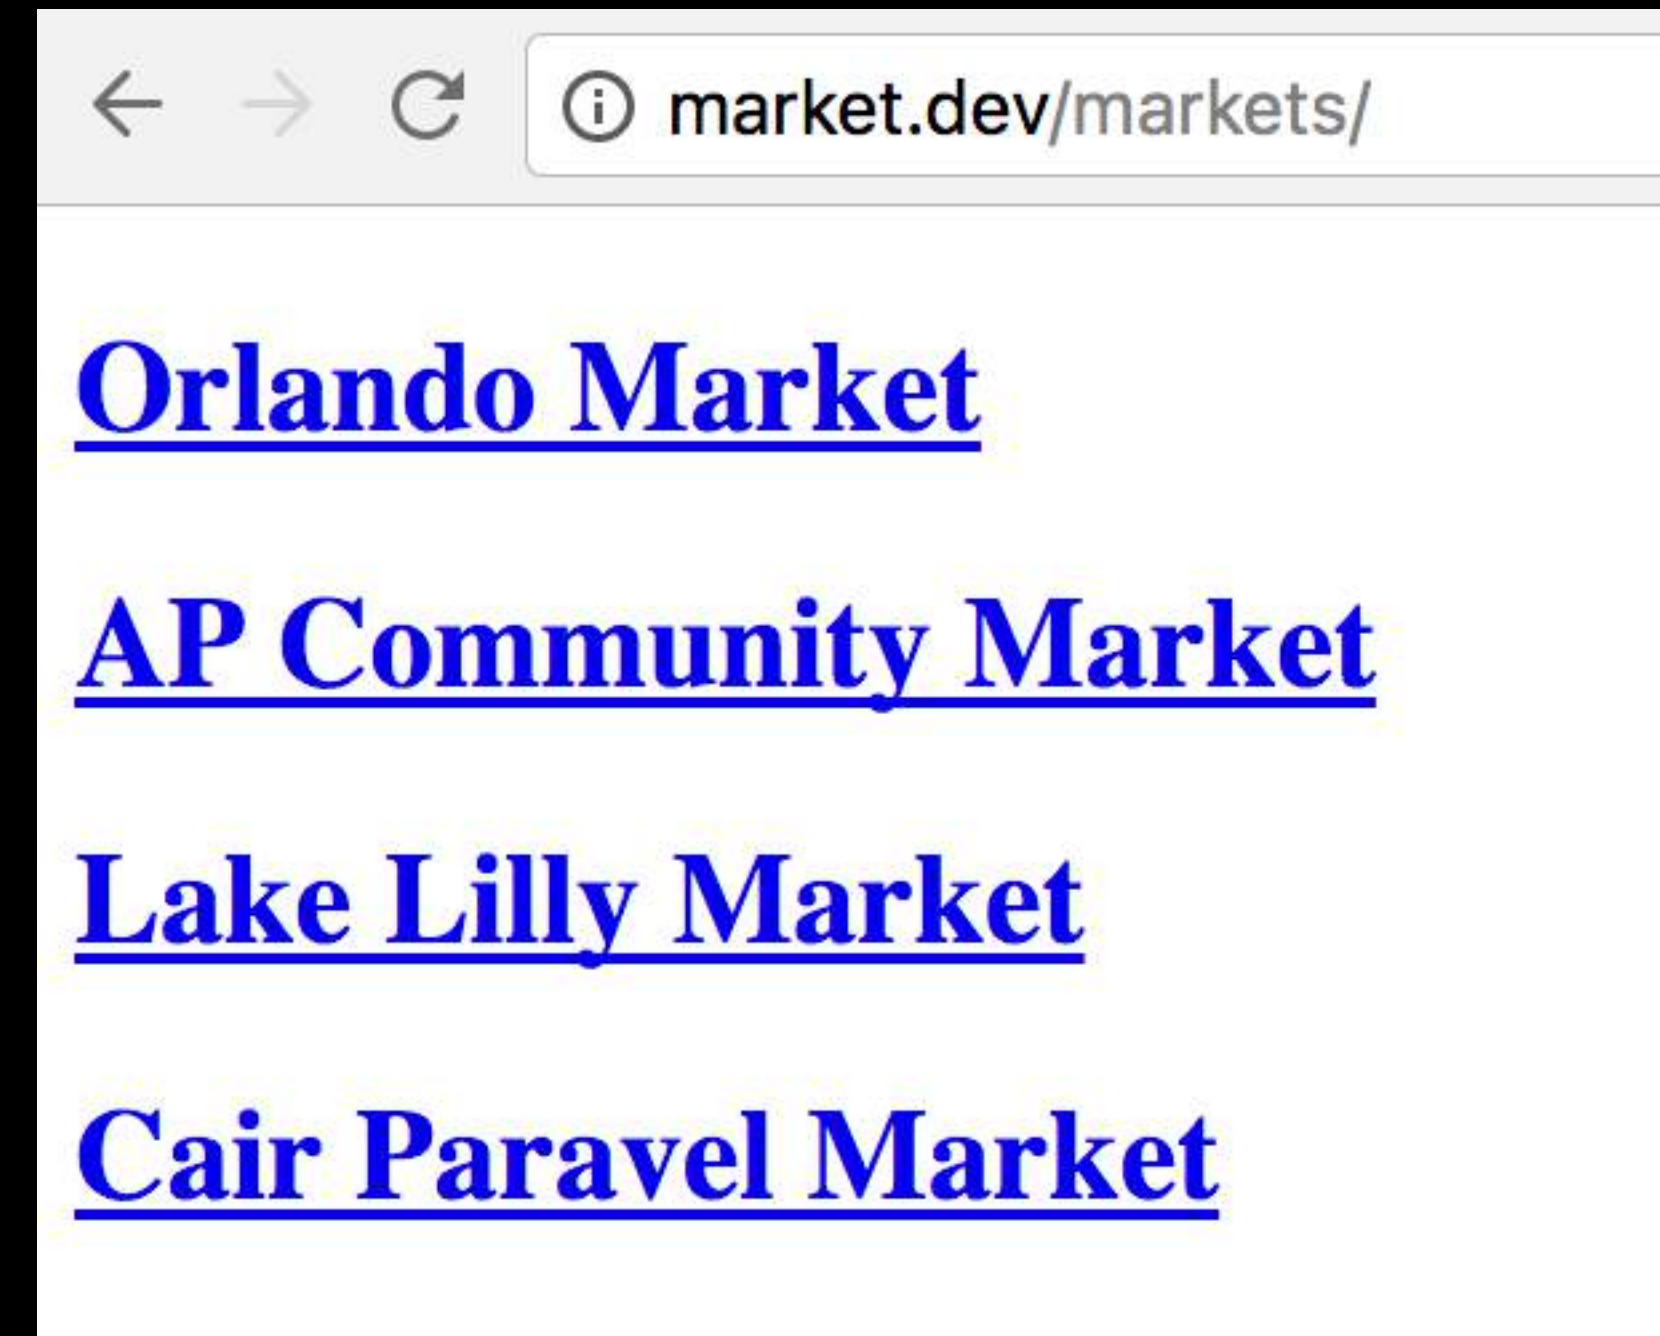 market.dev/markets/
Orlando Market
AP Community Market
Lake Lilly Market
Cair Paravel Market